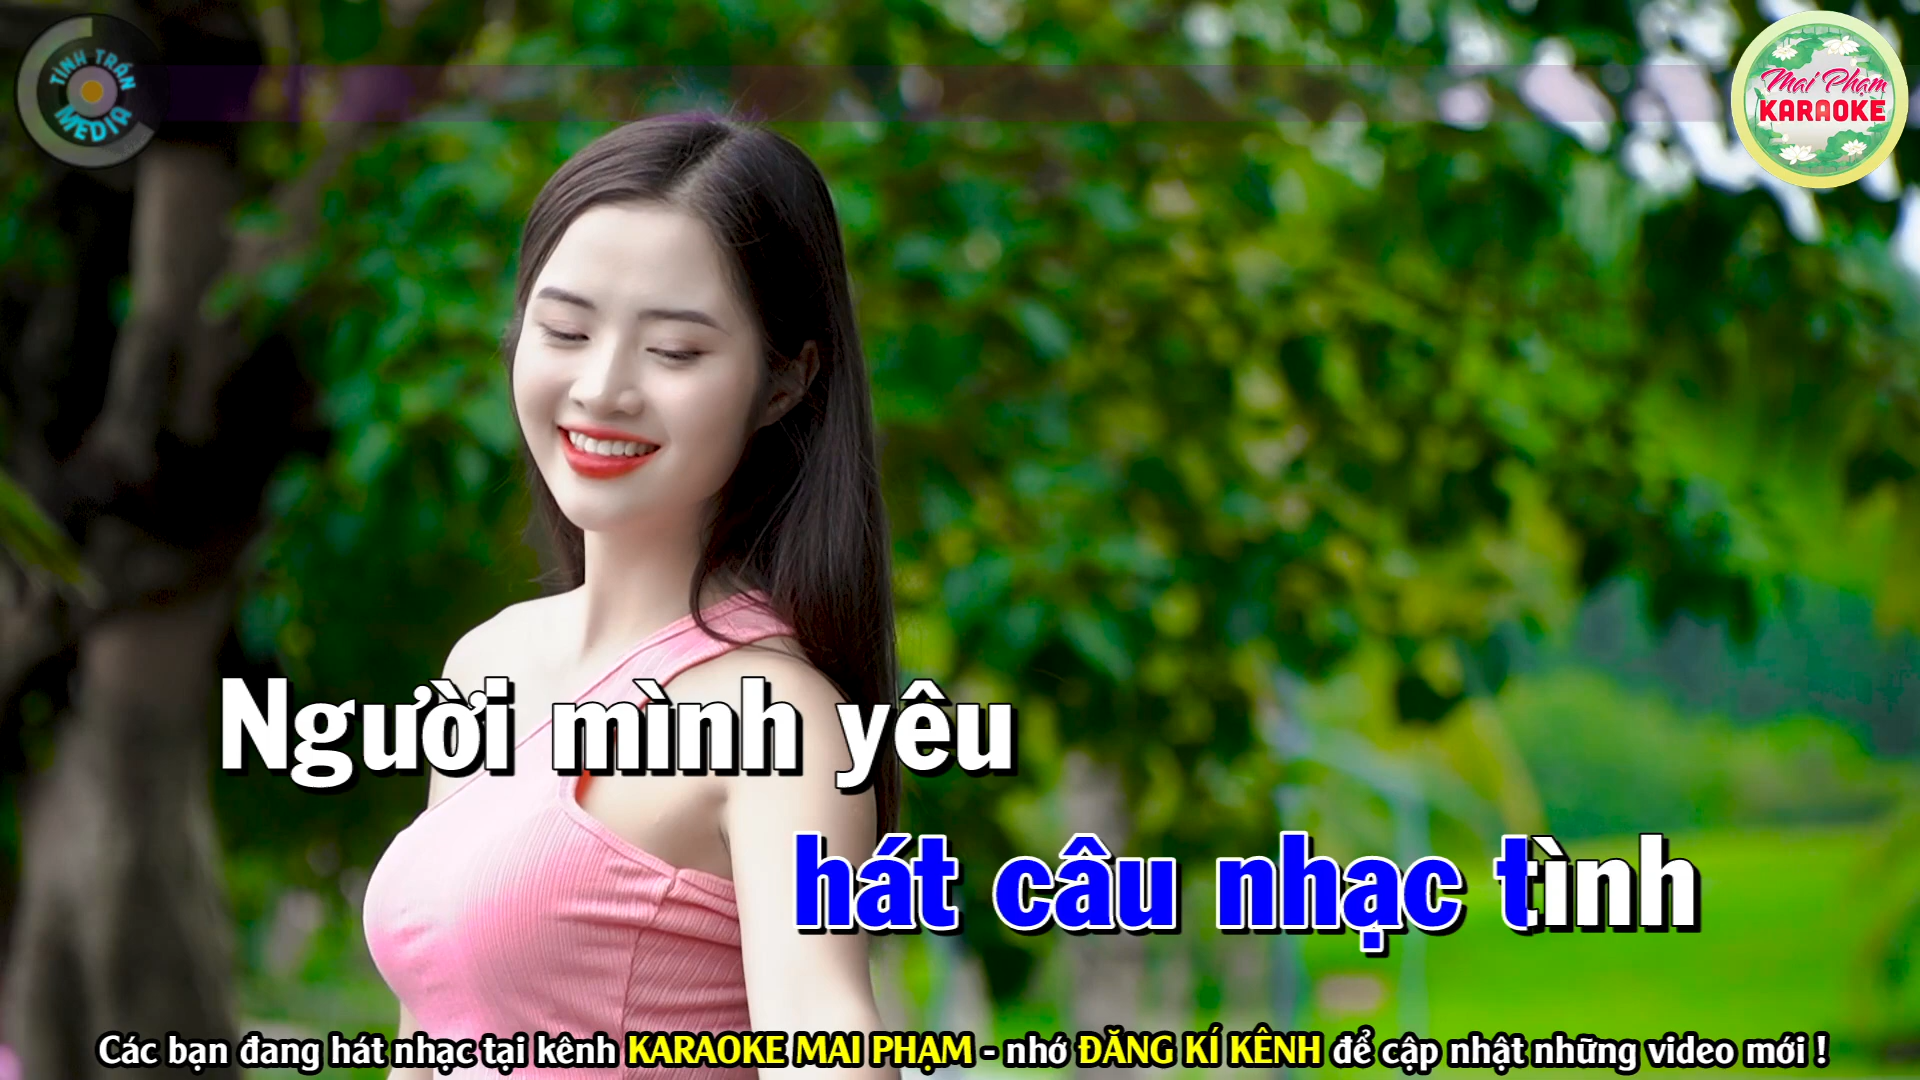 TÌNH TRẦN
MEDIA
Mai Phạm
KARAOKE
Người mình yêu
hát câu nhạc tình
Các bạn đang hát nhạc tại kênh KARAOKE MAI PHẠM - nhớ ĐĂNG KÍ KÊNH để cập nhật những video mới !